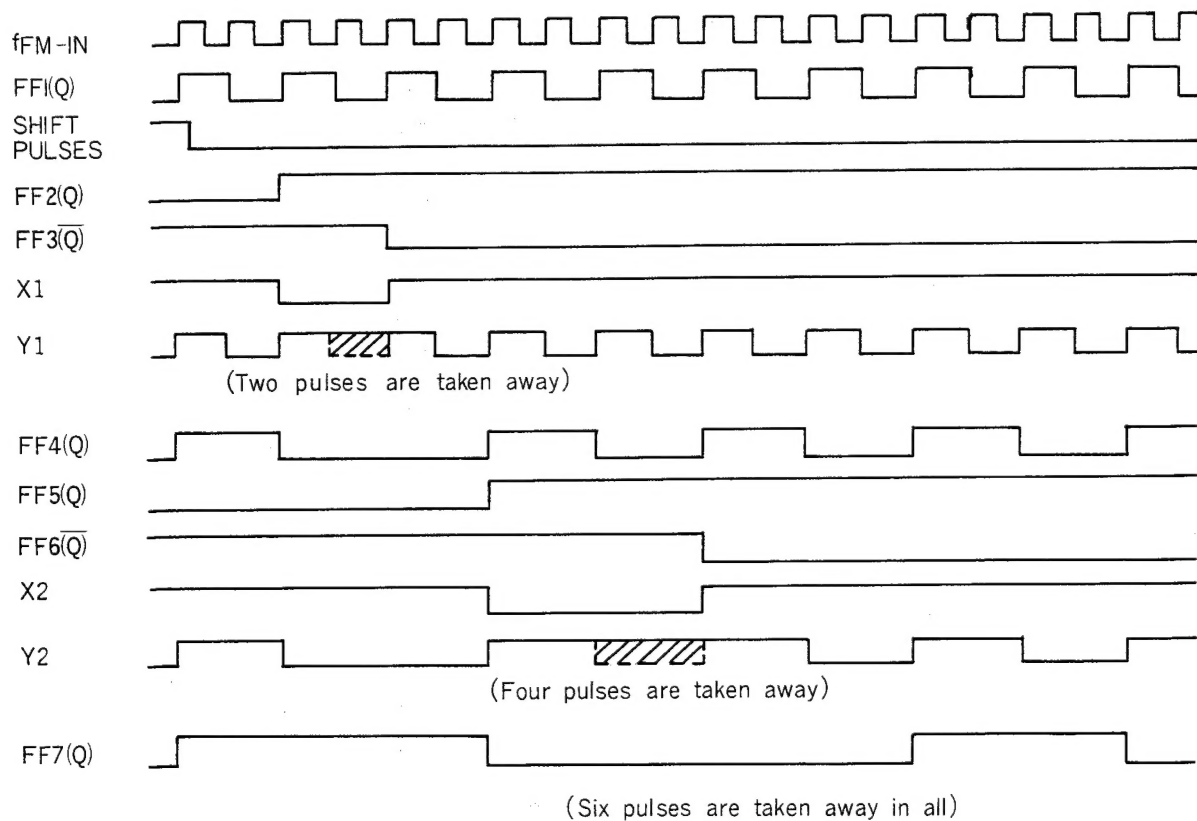 fFM-IN
FF1(Q)
SHIFT
PULSES
FF2(Q)
FF3(Q̅)
X1
Y1
(Two pulses are taken away)
FF4(Q)
FF5(Q)
FF6(Q̅)
X2
Y2
(Four pulses are taken away)
FF7(Q)
(Six pulses are taken away in all)